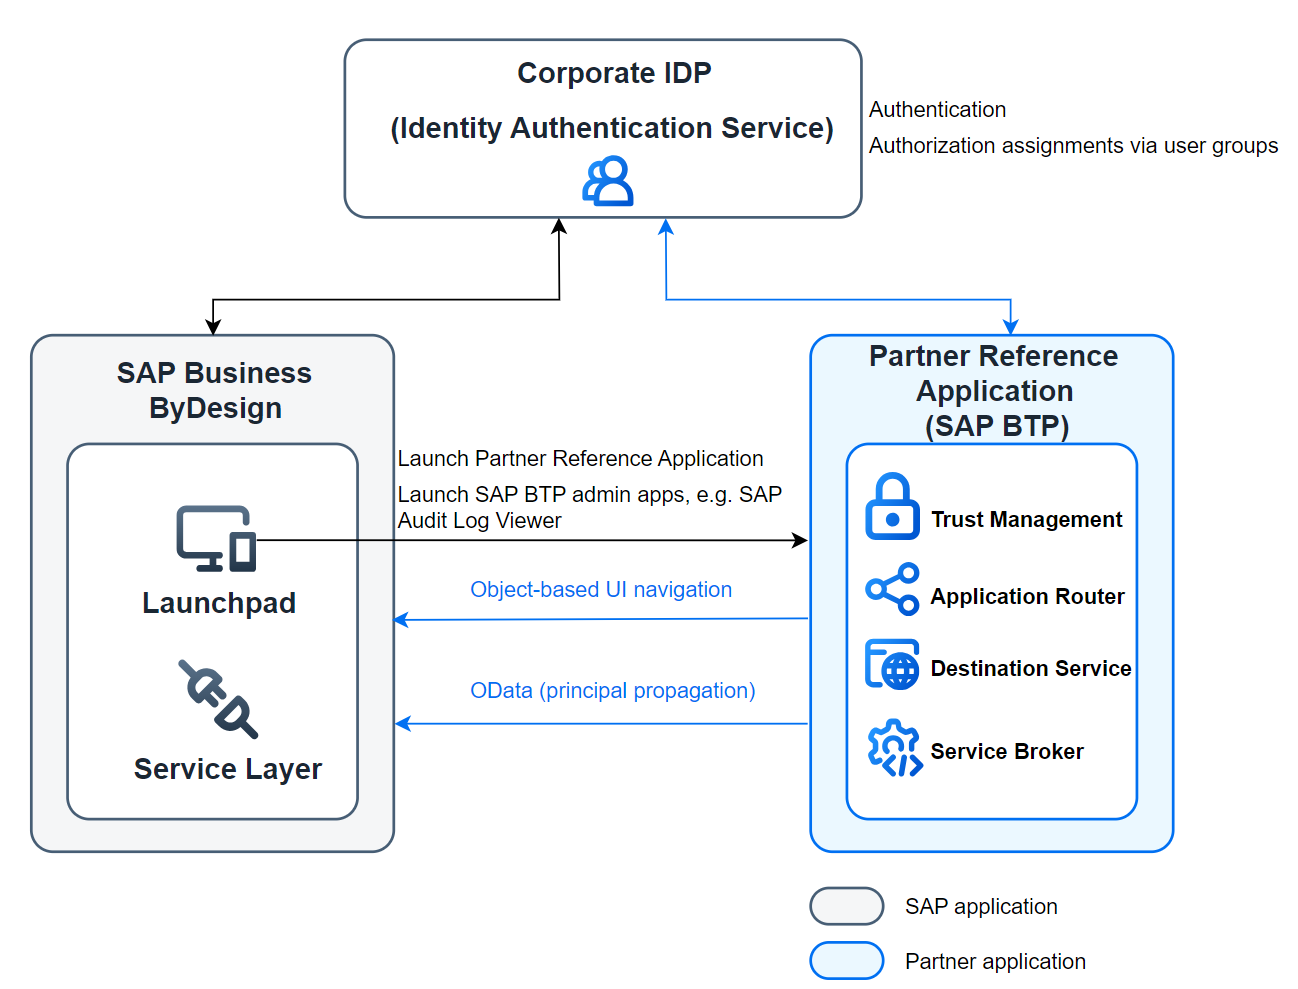 Corporate IDP
(Identity Authentication Service)
Authentication
Authorization assignments via user groups
SAP Business
ByDesign
Launchpad
Service Layer
Launch Partner Reference Application
Launch SAP BTP admin apps, e.g. SAP
Audit Log Viewer
Object-based UI navigation
OData (principal propagation)
Partner Reference
Application
(SAP BTP)
Trust Management
Application Router
Destination Service
Service Broker
SAP application
Partner application